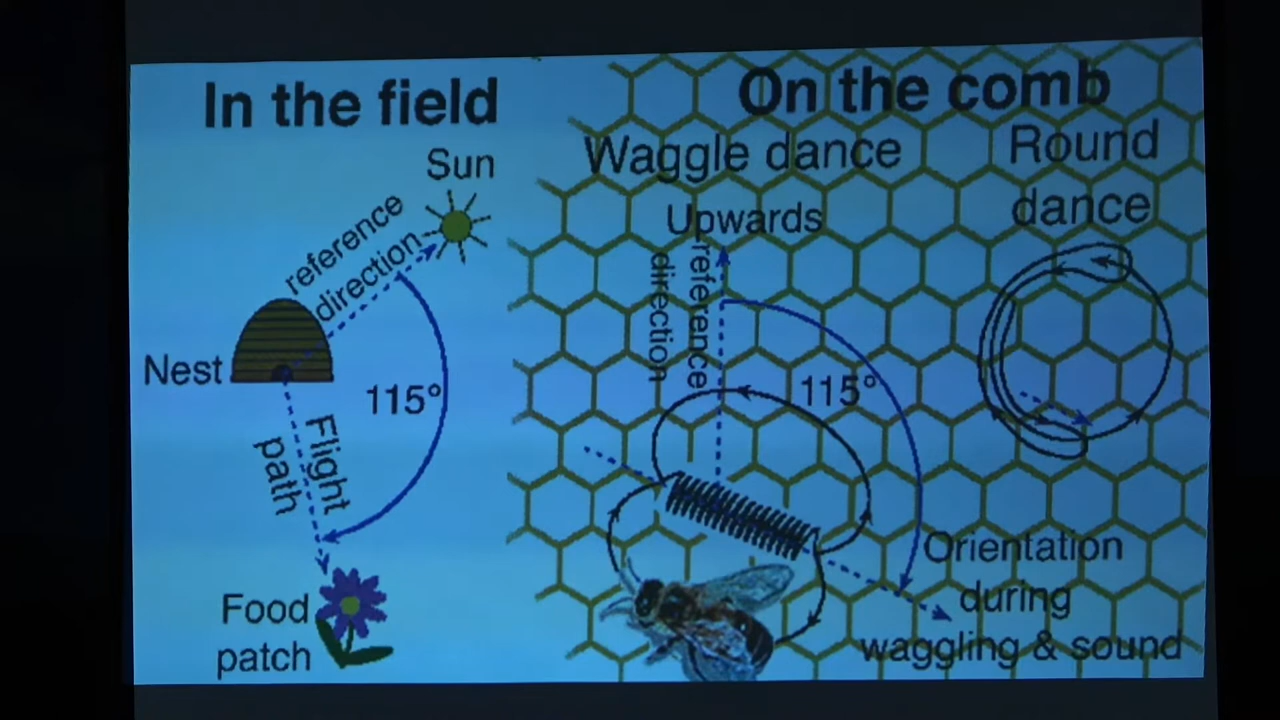 In the field
Sun
reference
direction
Nest
115°
Flight
path
Food
patch
On the comb
Waggle dance
Round
dance
Upwards
reference
direction
115°
Orientation
during
waggling & sound